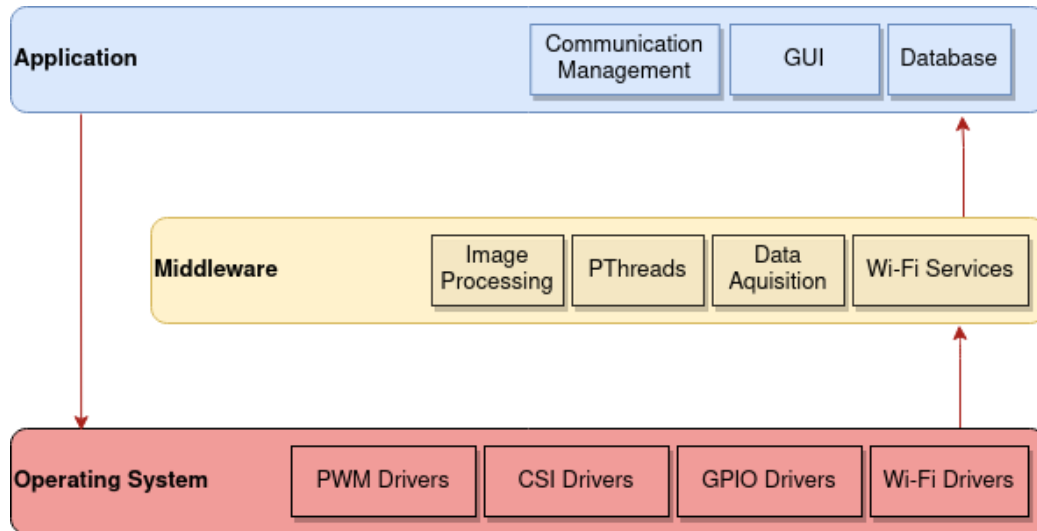 Application
Communication
Management
GUI
Database
Middleware
Image
Processing
PThreads
Data
Aquisition
Wi-Fi Services
Operating System
PWM Drivers
CSI Drivers
GPIO Drivers
Wi-Fi Drivers